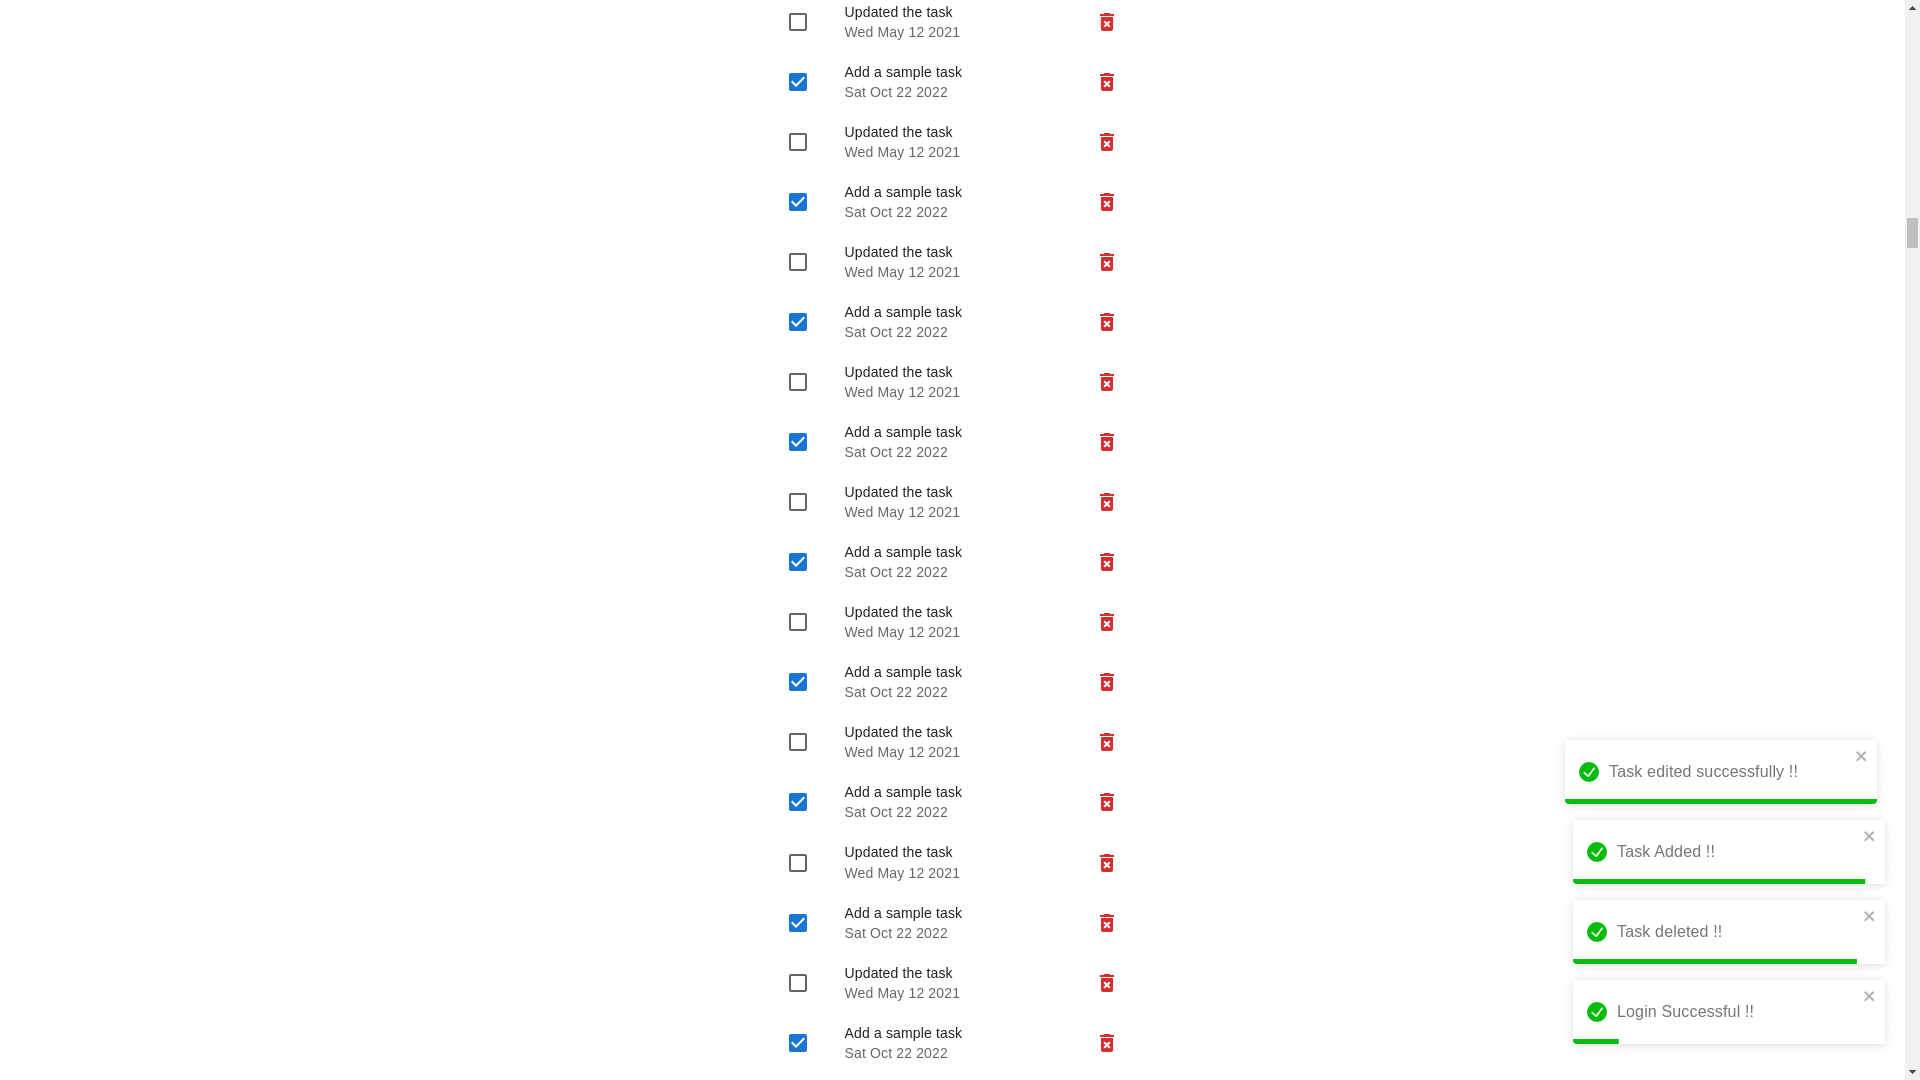 Updated the task
Wed May 12 2021
Add a sample task
Sat Oct 22 2022
Updated the task
Wed May 12 2021
Add a sample task
Sat Oct 22 2022
Updated the task
Wed May 12 2021
Add a sample task
Sat Oct 22 2022
Updated the task
Wed May 12 2021
Add a sample task
Sat Oct 22 2022
Updated the task
Wed May 12 2021
Add a sample task
Sat Oct 22 2022
Updated the task
Wed May 12 2021
Add a sample task
Sat Oct 22 2022
Updated the task
Wed May 12 2021
Add a sample task
Sat Oct 22 2022
Updated the task
Wed May 12 2021
Add a sample task
Sat Oct 22 2022
Updated the task
Wed May 12 2021
Add a sample task
Sat Oct 22 2022
Task edited successfully !!
Task Added !!
Task deleted !!
Login Successful !!